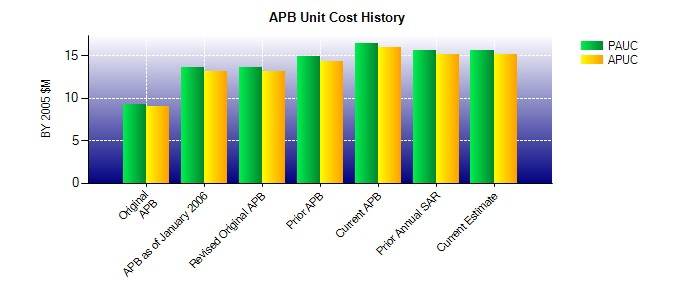 APB Unit Cost History
BY 2005 $M
15
10
5
0
Original
APB
APB as of January 2006
Revised Original APB
Prior APB
Current APB
Prior Annual SAR
Current Estimate
PAUC
APUC